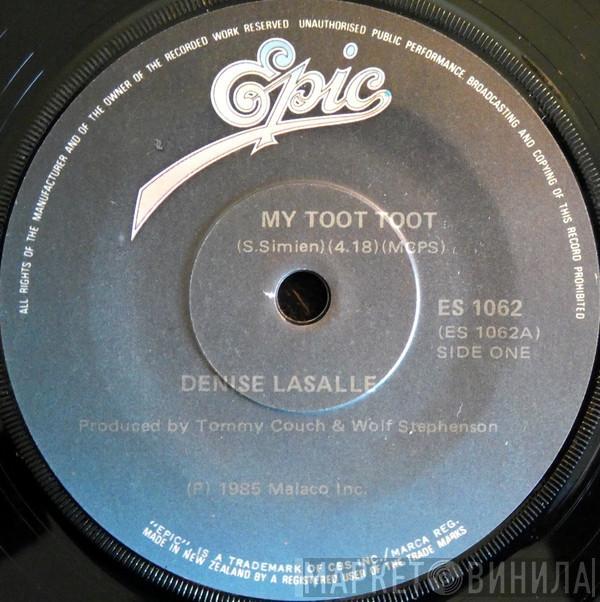 ALL RIGHTS OF THE MANUFACTURER AND OF THE OWNER OF THE RECORDED WORK RESERVED UNAUTHORISED PUBLIC PERFORMANCE BROADCASTING AND COPYING OF THIS RECORD PROHIBITED
Epic
MY TOOT TOOT
(S.Simien)(4.18)(MCPS)
ES 1062
(ES 1062A)
SIDE ONE
DENISE LASALLE
Produced by Tommy Couch & Wolf Stephenson
(P) 1985 Malaco Inc.
"EPIC" IS A TRADEMARK OF CBS INC./MARCA REG.
MADE IN NEW ZEALAND BY A REGISTERED USER OF THE TRADE MARKS
МАРКЕТ ВИНИЛА